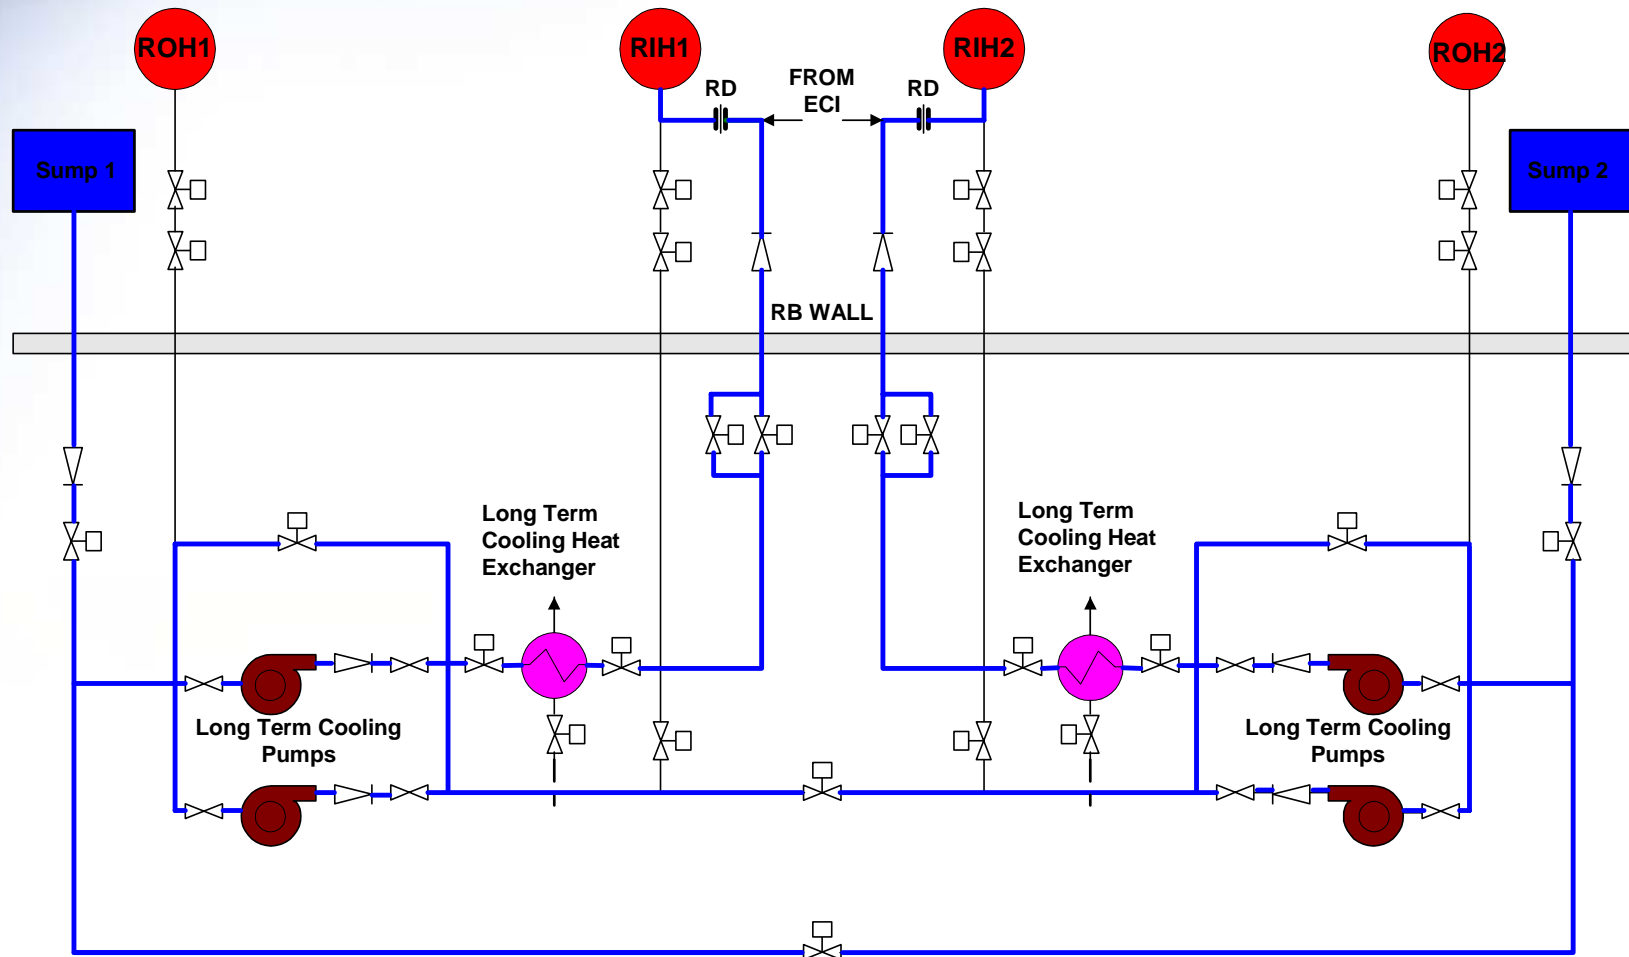 ROH1
RIH1
RIH2
ROH2
RD
FROM
ECI
RD
Sump 1
Sump 2
RB WALL
Long Term
Cooling Heat
Exchanger
Long Term
Cooling Heat
Exchanger
Long Term Cooling
Pumps
Long Term Cooling
Pumps